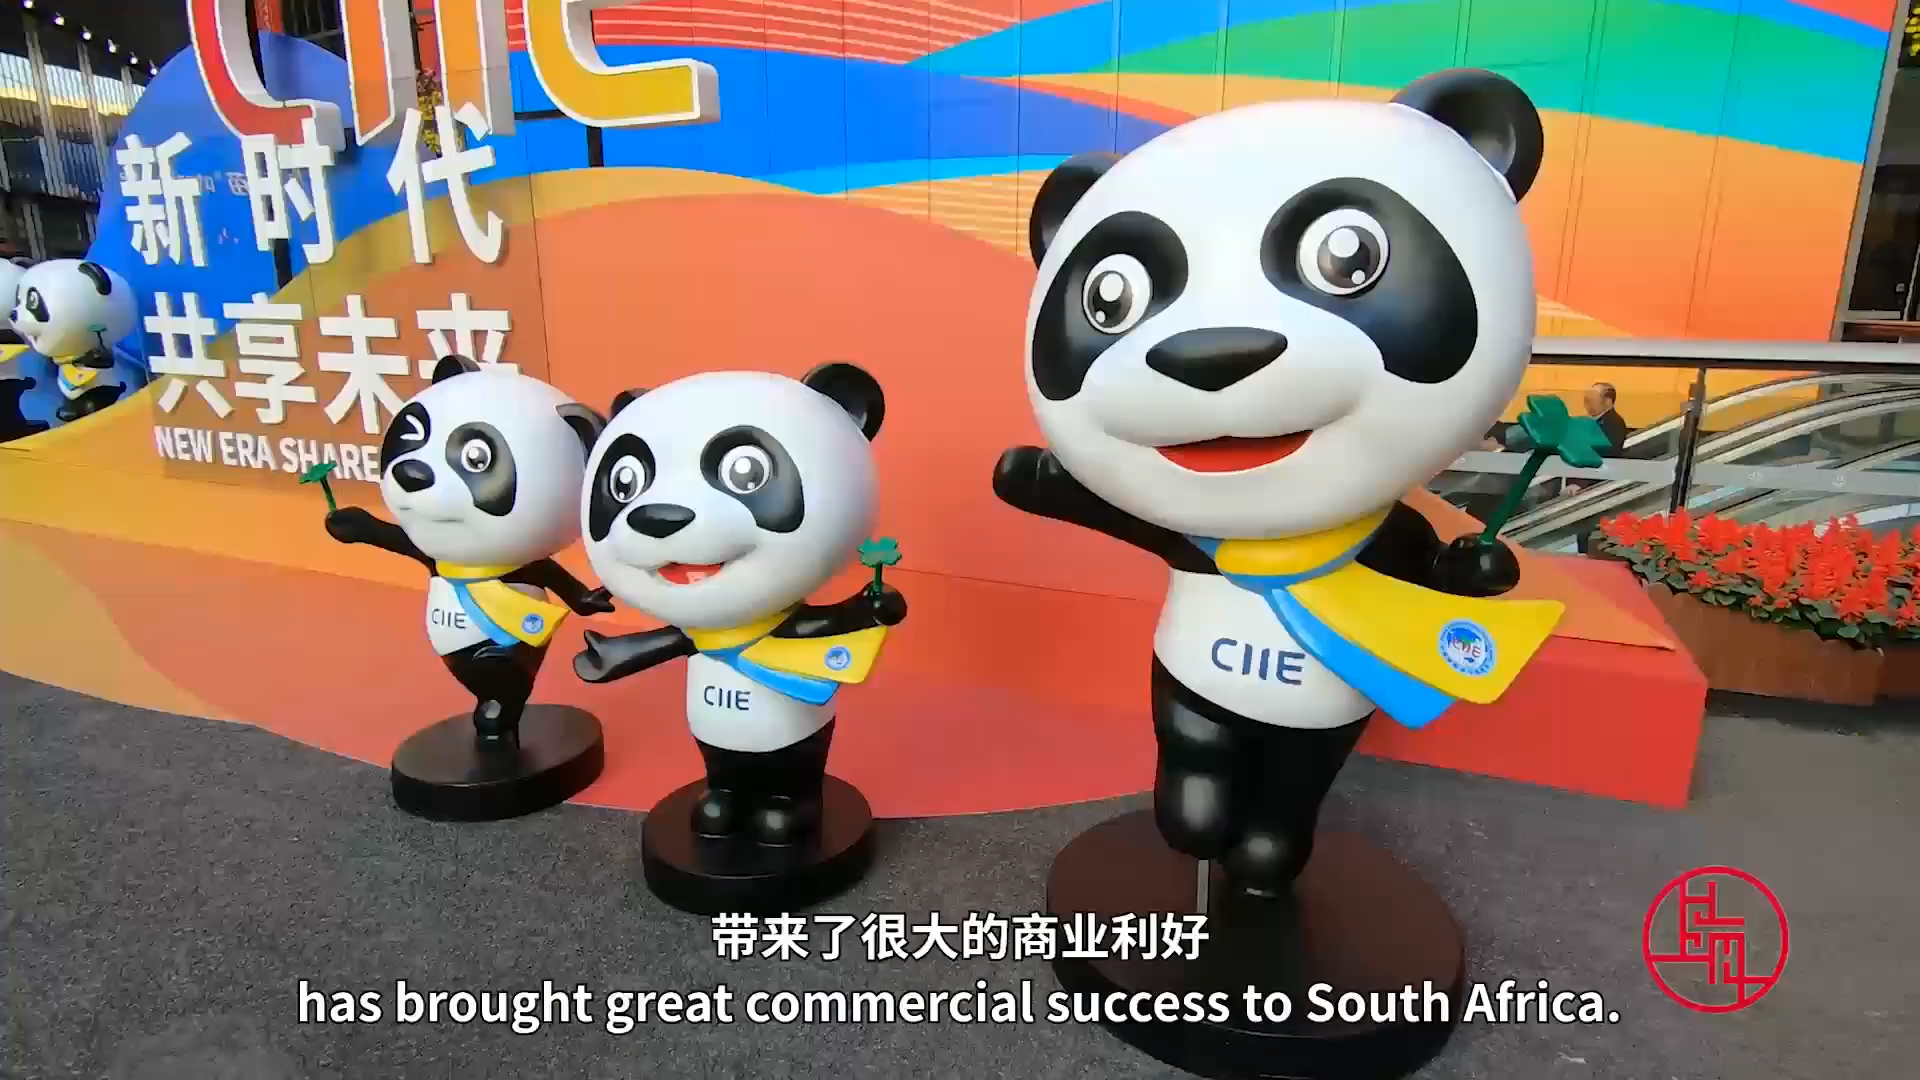 CIIE
新时代
共享未来
NEW ERA SHARE
CIIE
CIIE
CIIE
CIIE
带来了很大的商业利好
has brought great commercial success to South Africa.